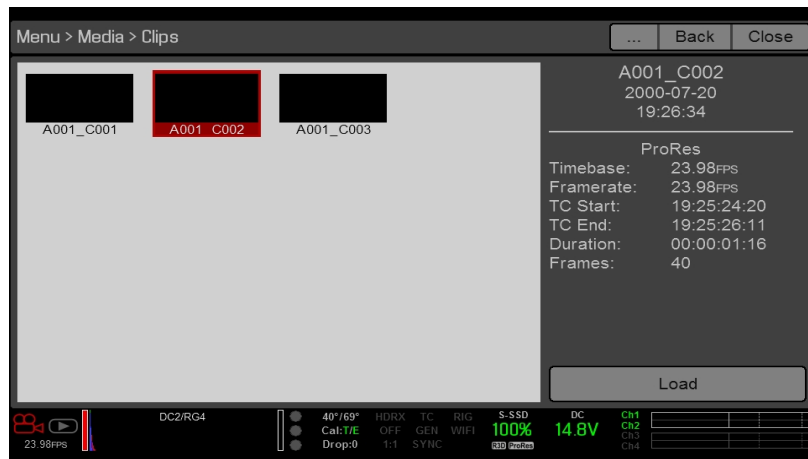 Menu > Media > Clips
... Back Close
A001_C001 A001_C002 A001_C003
A001_C002
2000-07-20
19:26:34
ProRes
Timebase: 23.98FPS
Framerate: 23.98FPS
TC Start: 19:25:24:20
TC End: 19:25:26:11
Duration: 00:00:01:16
Frames: 40
Load
23.98FPS
DC2/RG4
40°/69° HDRX TC RIG
Cal:T/E OFF GEN WIFI
Drop:0 1:1 SYNC
S-SSD
100%
R3D ProRes
DC
14.8V
Ch1
Ch2
Ch3
Ch4